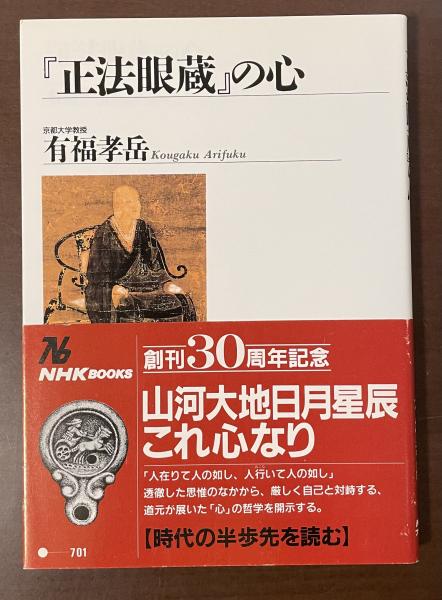 『正法眼蔵』の心
京都大学教授
有福孝岳 Kougaku Arifuku
NHK BOOKS
701
創刊30周年記念
山河大地日月星辰
これ心なり
「人在りて人の如し、人行いて人の如し」
透徹した思惟のなかから、厳しく自己と対峙する、
道元が展いた「心」の哲学を開示する。
【時代の半歩先を読む】